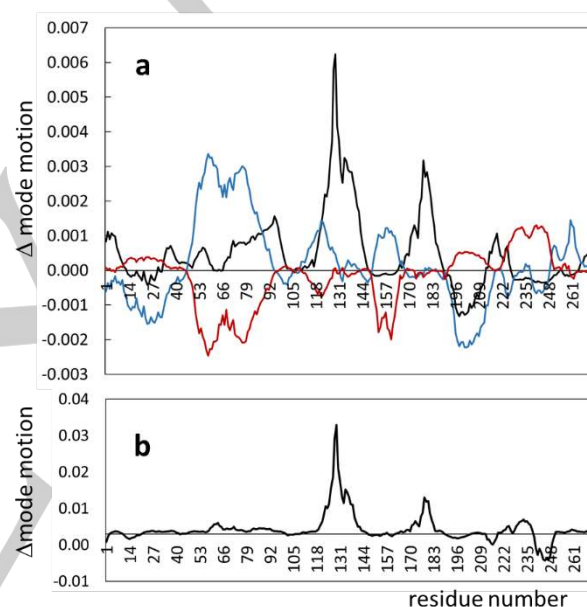 0.007
0.006
0.005
0.004
0.003
0.002
0.001
0.000
-0.001
-0.002
-0.003
Δ mode motion
a
1 14 27 40 53 66 79 92 105 118 131 144 157 170 183 196 209 222 235 248 261
0.04
0.03
0.02
0.01
0.00
-0.01
Δmode motion
b
1 14 27 40 53 66 79 92 105 118 131 144 157 170 183 196 209 222 235 248 261
residue number